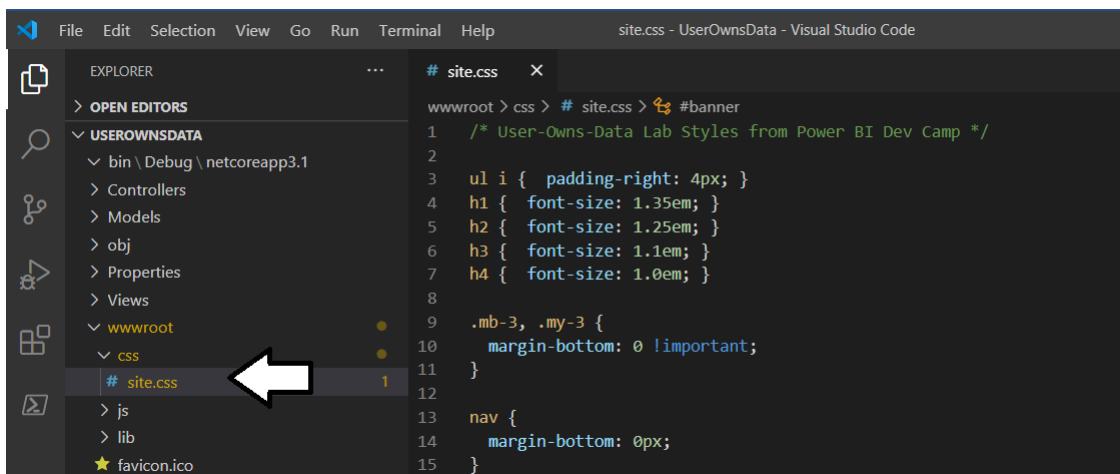 File Edit Selection View Go Run Terminal Help site.css - UserOwnsData - Visual Studio Code
EXPLORER ...
OPEN EDITORS
USEROWNSDATA
bin \ Debug \ netcoreapp3.1
Controllers
Models
obj
Properties
Views
wwwroot
css
# site.css 1
js
lib
favicon.ico
# site.css ×
wwwroot > css > # site.css > #banner
1 /* User-Owns-Data Lab Styles from Power BI Dev Camp */
2
3 ul i { padding-right: 4px; }
4 h1 { font-size: 1.35em; }
5 h2 { font-size: 1.25em; }
6 h3 { font-size: 1.1em; }
7 h4 { font-size: 1.0em; }
8
9 .mb-3, .my-3 {
10 margin-bottom: 0 !important;
11 }
12
13 nav {
14 margin-bottom: 0px;
15 }